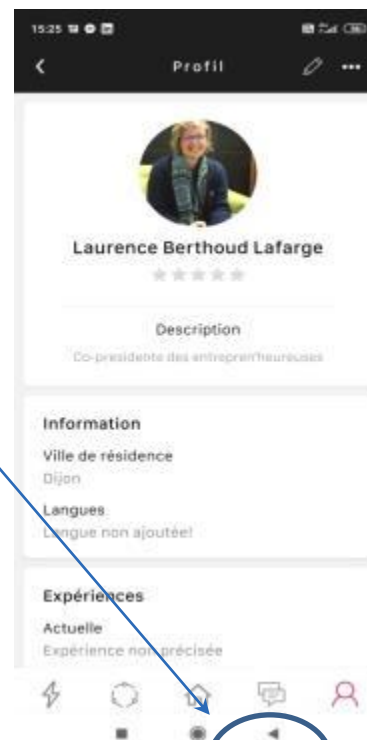 15:25
Profil
Laurence Berthoud Lafarge
Description
Co-presidente des entrepren'heureuses
Information
Ville de résidence
Dijon
Langues
Langue non ajoutée!
Expériences
Actuelle
Expérience non précisée